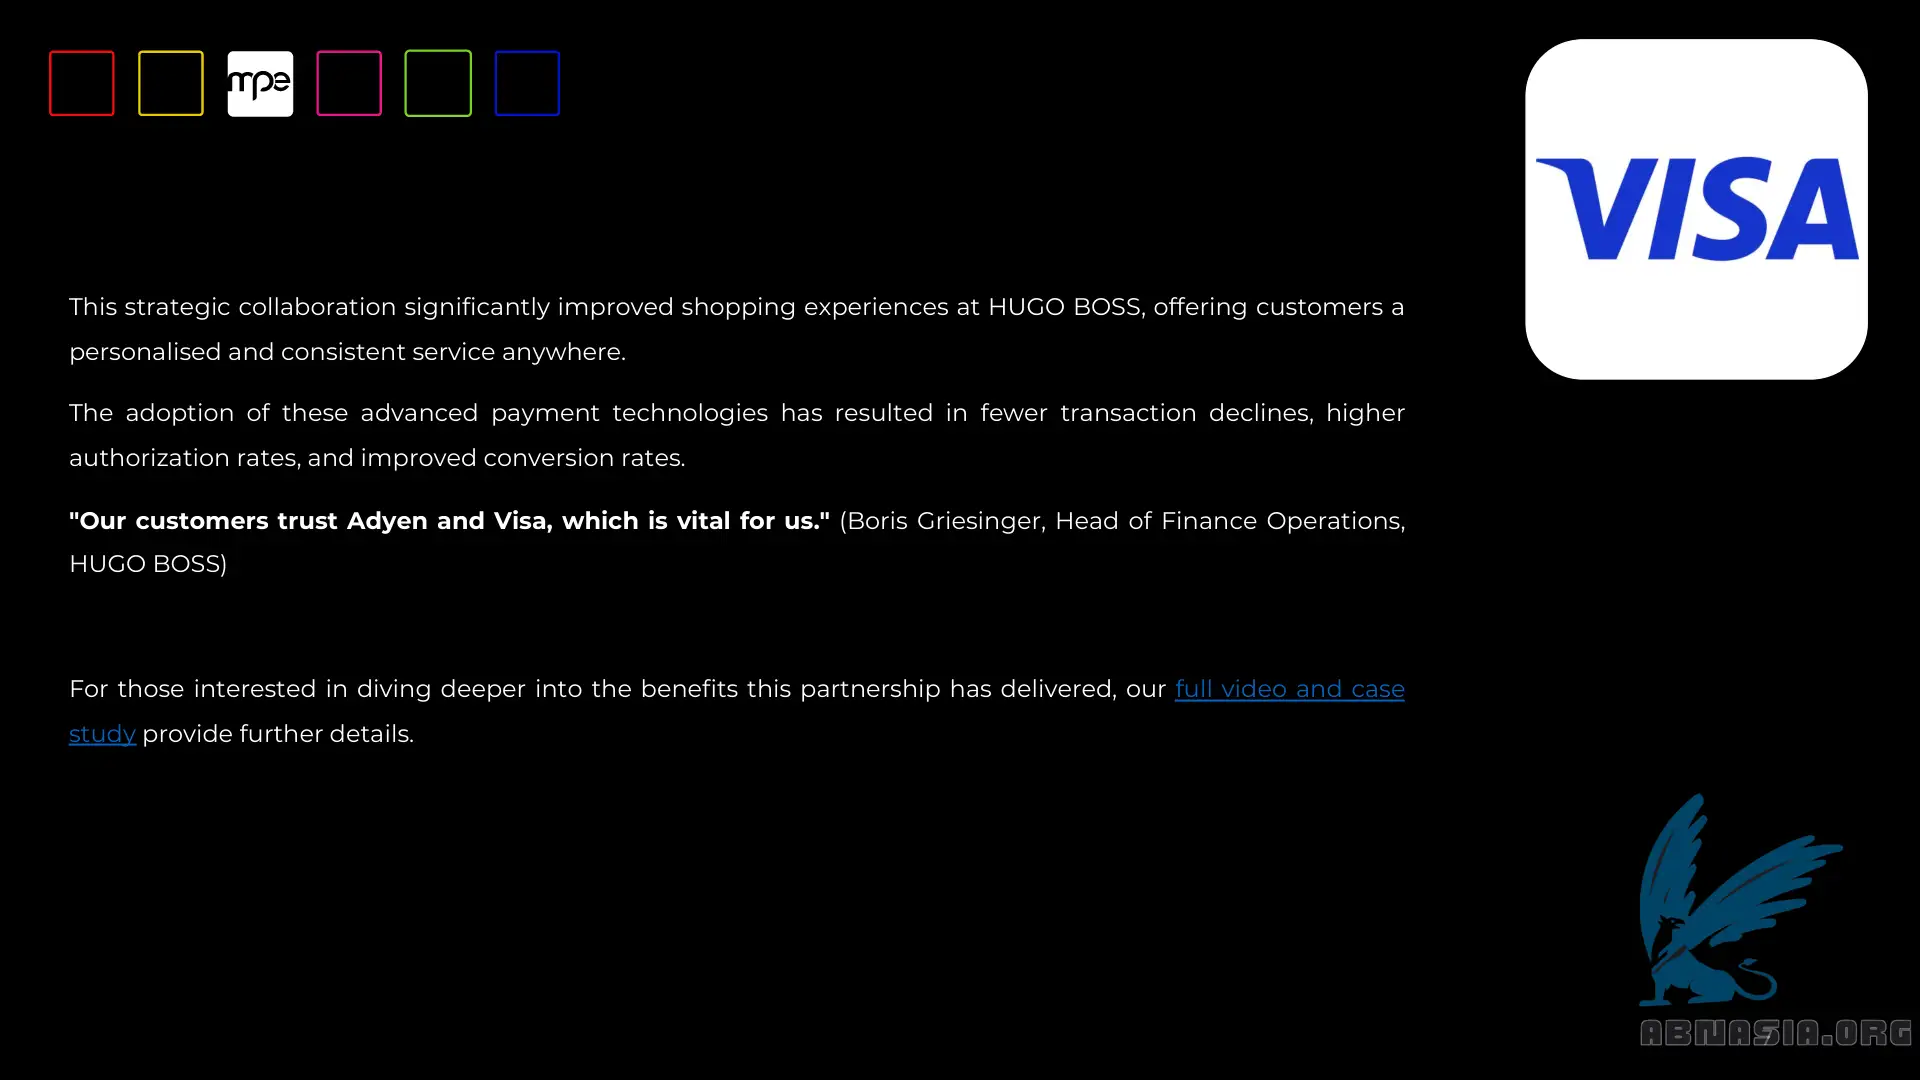 mpe
VISA
This strategic collaboration significantly improved shopping experiences at HUGO BOSS, offering customers a
personalised and consistent service anywhere.
The adoption of these advanced payment technologies has resulted in fewer transaction declines, higher
authorization rates, and improved conversion rates.
"Our customers trust Adyen and Visa, which is vital for us." (Boris Griesinger, Head of Finance Operations,
HUGO BOSS)
For those interested in diving deeper into the benefits this partnership has delivered, our full video and case
study provide further details.
ABNASIA.ORG